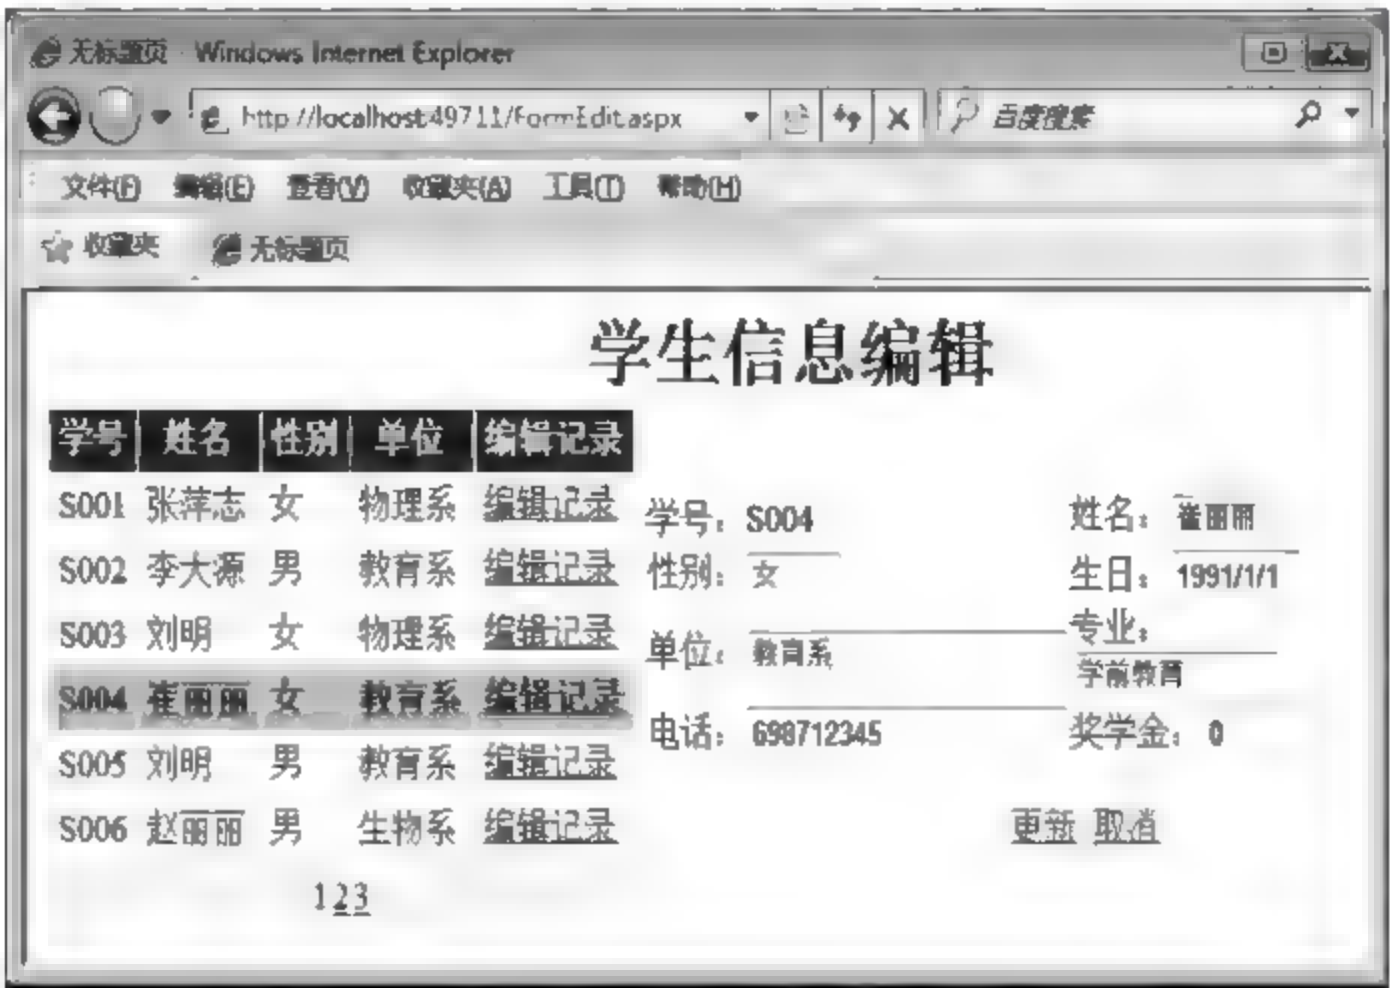 无标题页 - Windows Internet Explorer
http://localhost:49711/FormEdit.aspx 百度搜索
文件(F) 编辑(E) 查看(V) 收藏夹(A) 工具(T) 帮助(H)
收藏夹 无标题页
学生信息编辑
学号 姓名 性别 单位 编辑记录
S001 张萍志 女 物理系 编辑记录
S002 李大源 男 教育系 编辑记录
S003 刘明 女 物理系 编辑记录
S004 崔丽丽 女 教育系 编辑记录
S005 刘明 男 教育系 编辑记录
S006 赵丽丽 男 生物系 编辑记录
123
学号: S004 姓名: 崔丽丽
性别: 女 生日: 1991/1/1
单位: 教育系 专业: 学前教育
电话: 698712345 奖学金: 0
更新 取消